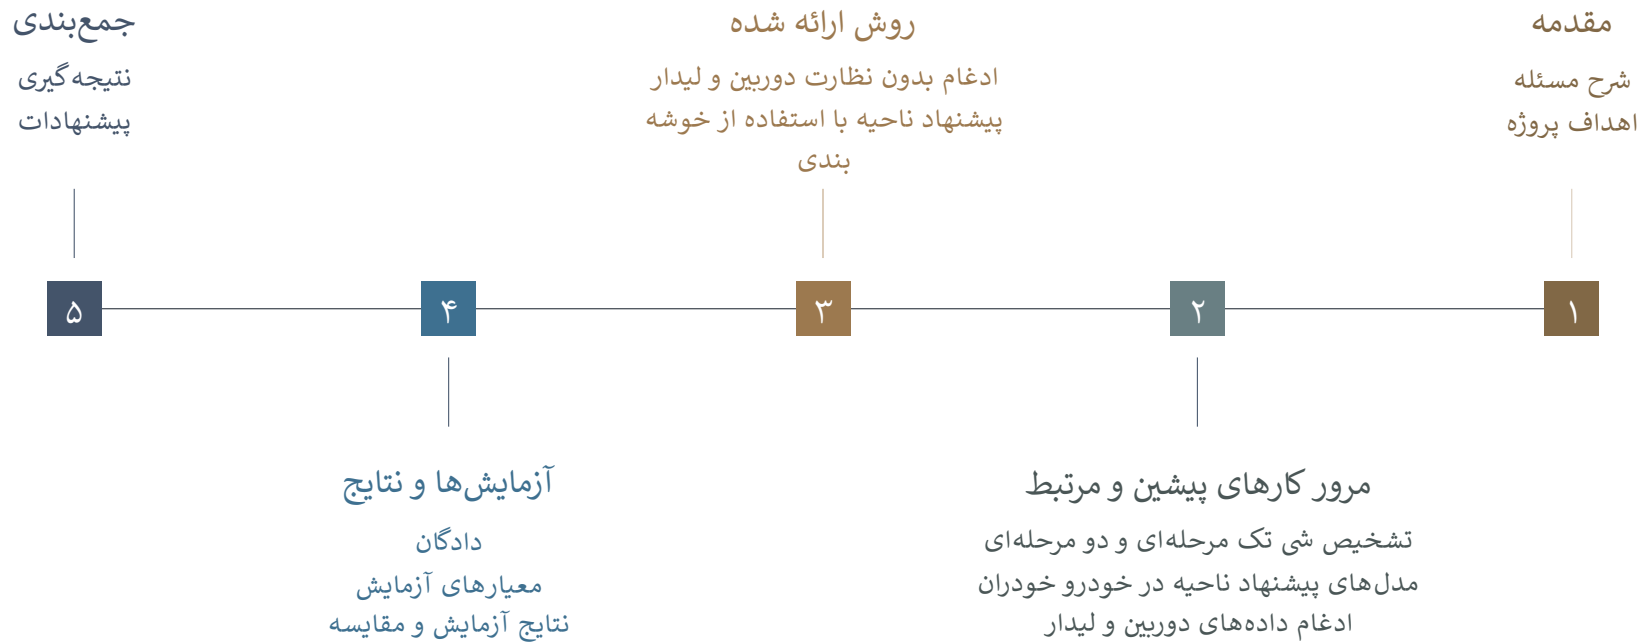 مقدمه
شرح مسئله
اهداف پروژه
۱
۲
مرور کارهای پیشین و مرتبط
تشخیص شی تک مرحله‌ای و دو مرحله‌ای
مدل‌های پیشنهاد ناحیه در خودرو خودران
ادغام داده‌های دوربین و لیدار
روش ارائه شده
ادغام بدون نظارت دوربین و لیدار
پیشنهاد ناحیه با استفاده از خوشه
بندی
۳
۴
آزمایش‌ها و نتایج
دادگان
معیارهای آزمایش
نتایج آزمایش و مقایسه
جمع‌بندی
نتیجه‌گیری
پیشنهادات
۵